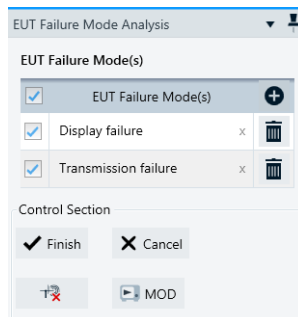 EUT Failure Mode Analysis
EUT Failure Mode(s)
EUT Failure Mode(s)
Display failure x
Transmission failure x
Control Section
Finish Cancel
MOD